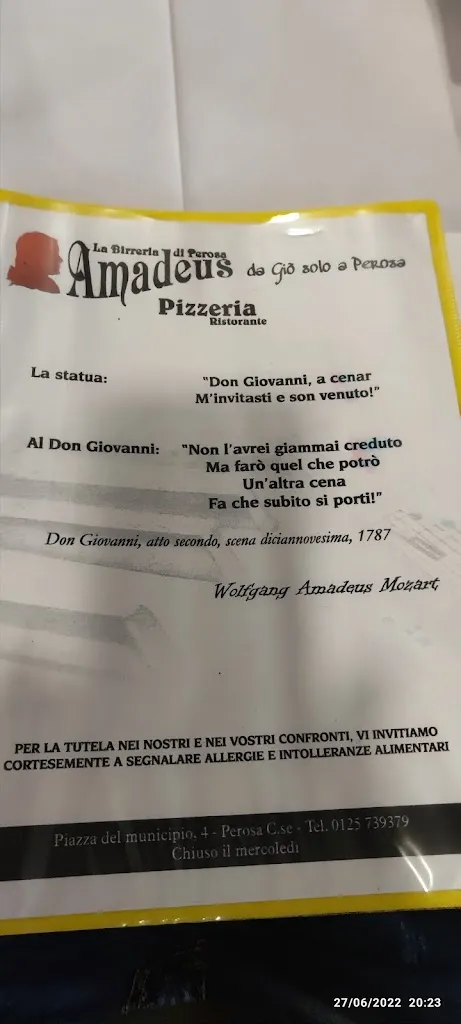 La Birreria di Perosa
Amadeus da Giò solo a Perosa
Pizzeria
Ristorante
La statua: "Don Giovanni, a cenar
M'invitasti e son venuto!"
Al Don Giovanni: "Non l'avrei giammai creduto
Ma farò quel che potrò
Un'altra cena
Fa che subito si porti!"
Don Giovanni, atto secondo, scena diciannovesima, 1787
Wolfgang Amadeus Mozart
PER LA TUTELA NEI NOSTRI E NEI VOSTRI CONFRONTI, VI INVITIAMO
CORTESEMENTE A SEGNALARE ALLERGIE E INTOLLERANZE ALIMENTARI
Piazza del municipio, 4 - Perosa C.se - Tel. 0125 739379
Chiuso il mercoledì
27/06/2022 20:23